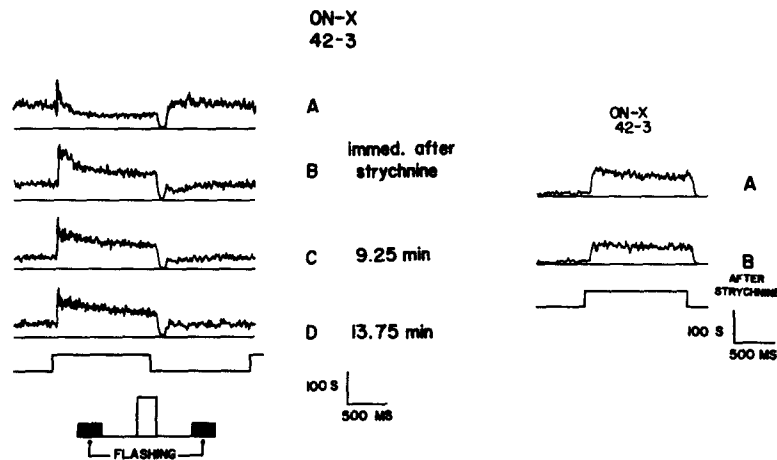 ON-X
42-3
A
B immed. after
strychnine
C 9.25 min
D 13.75 min
100 S
500 MS
FLASHING
ON-X
42-3
A
B
AFTER
STRYCHNINE
100 S
500 MS